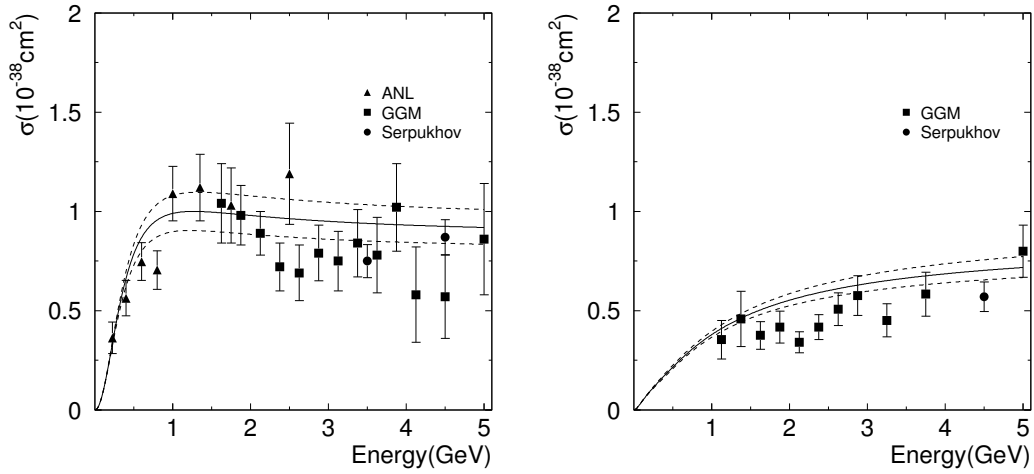 σ(10⁻³⁸cm²)
2
1.5
1
0.5
0
ANL
GGM
Serpukhov
1 2 3 4 5
Energy(GeV)
σ(10⁻³⁸cm²)
2
1.5
1
0.5
0
GGM
Serpukhov
1 2 3 4 5
Energy(GeV)